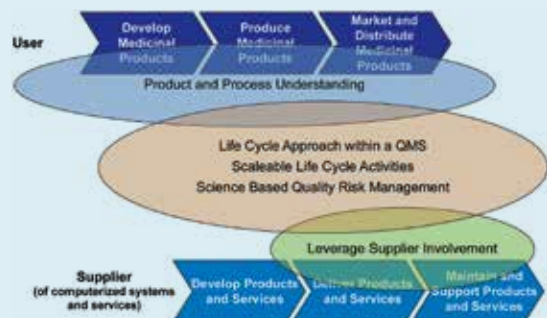 User
Develop
Medicinal
Products
Produce
Medicinal
Products
Market and
Distribute
Medicinal
Products
Product and Process Understanding
Life Cycle Approach within a QMS
Scaleable Life Cycle Activities
Science Based Quality Risk Management
Leverage Supplier Involvement
Supplier
(of computerized systems
and services)
Develop Products
and Services
Deliver Products
and Services
Maintain and
Support Products
and Services